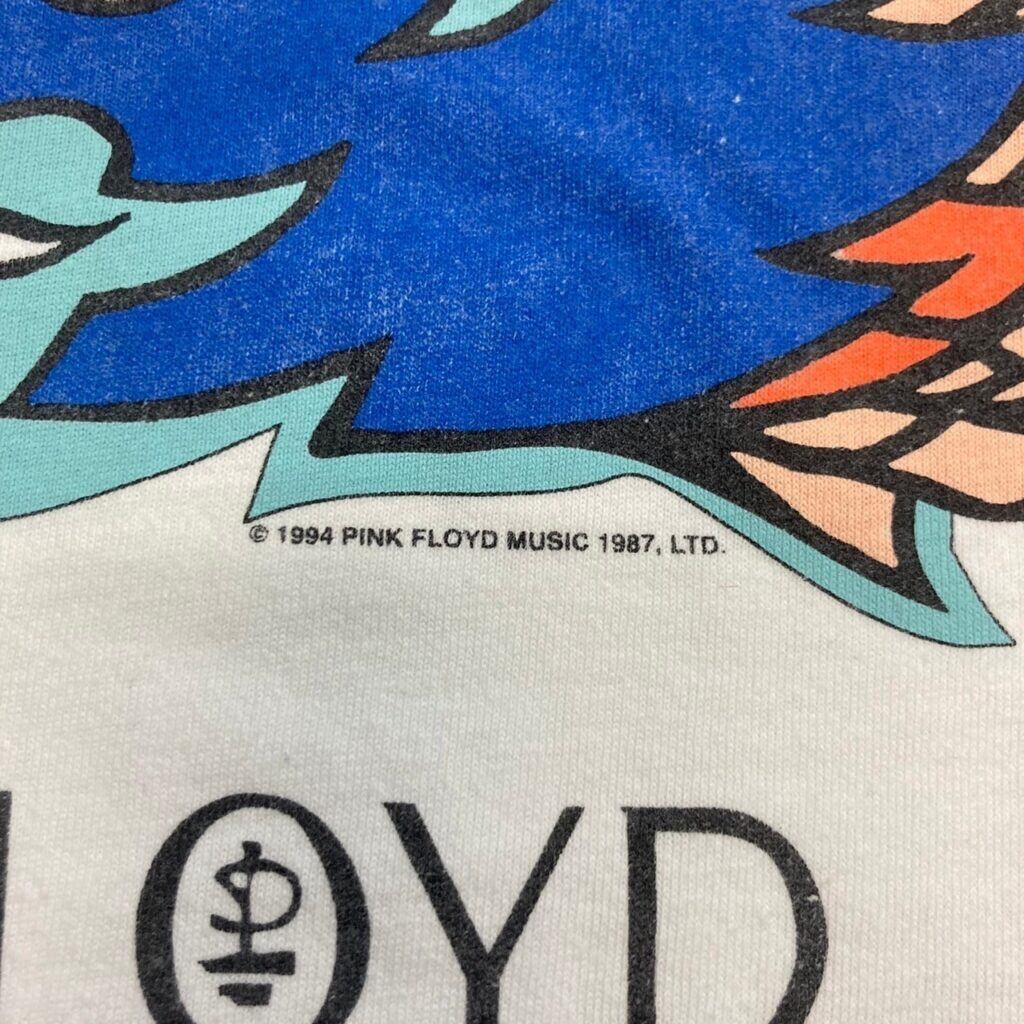 © 1994 PINK FLOYD MUSIC 1987, LTD.
LOYD